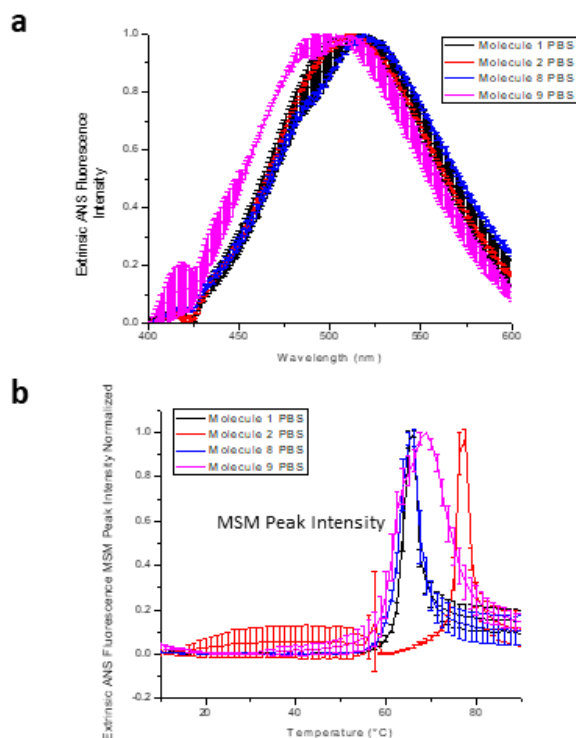 a
Extrinsic ANS Fluorescence
Intensity
1.0
0.8
0.6
0.4
0.2
0.0
400
450
500
550
600
Wavelength (nm)
Molecule 1 PBS
Molecule 2 PBS
Molecule 8 PBS
Molecule 9 PBS
b
Extrinsic ANS Fluorescence MSM Peak Intensity Normalized
1.0
0.8
0.6
0.4
0.2
0.0
-0.2
20
40
60
80
Temperature (°C)
Molecule 1 PBS
Molecule 2 PBS
Molecule 8 PBS
Molecule 9 PBS
MSM Peak Intensity